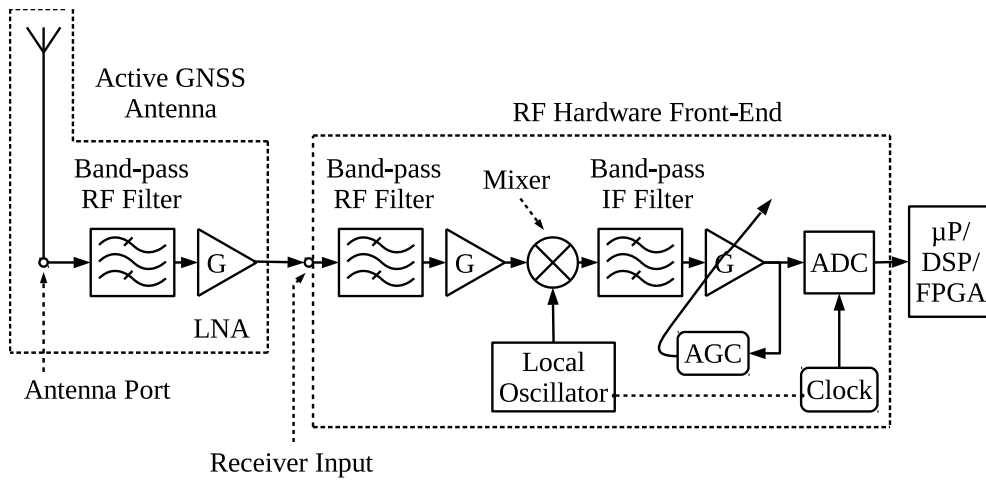 Active GNSS
Antenna
RF Hardware Front-End
Band-pass
RF Filter
G
LNA
Antenna Port
Receiver Input
Band-pass
RF Filter
G
Mixer
Local
Oscillator
Band-pass
IF Filter
G
AGC
ADC
Clock
µP/
DSP/
FPGA